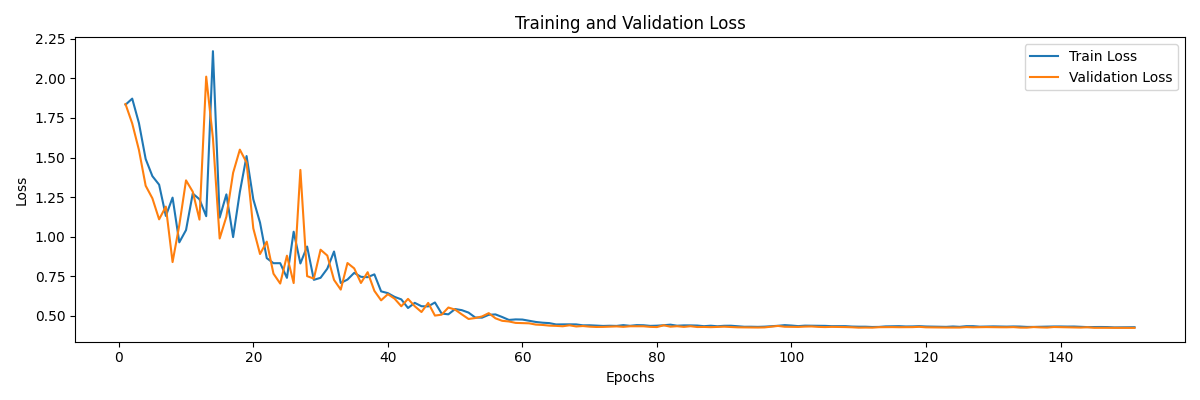 Training and Validation Loss
Train Loss
Validation Loss
2.25
2.00
1.75
1.50
1.25
1.00
0.75
0.50
Loss
0 20 40 60 80 100 120 140
Epochs